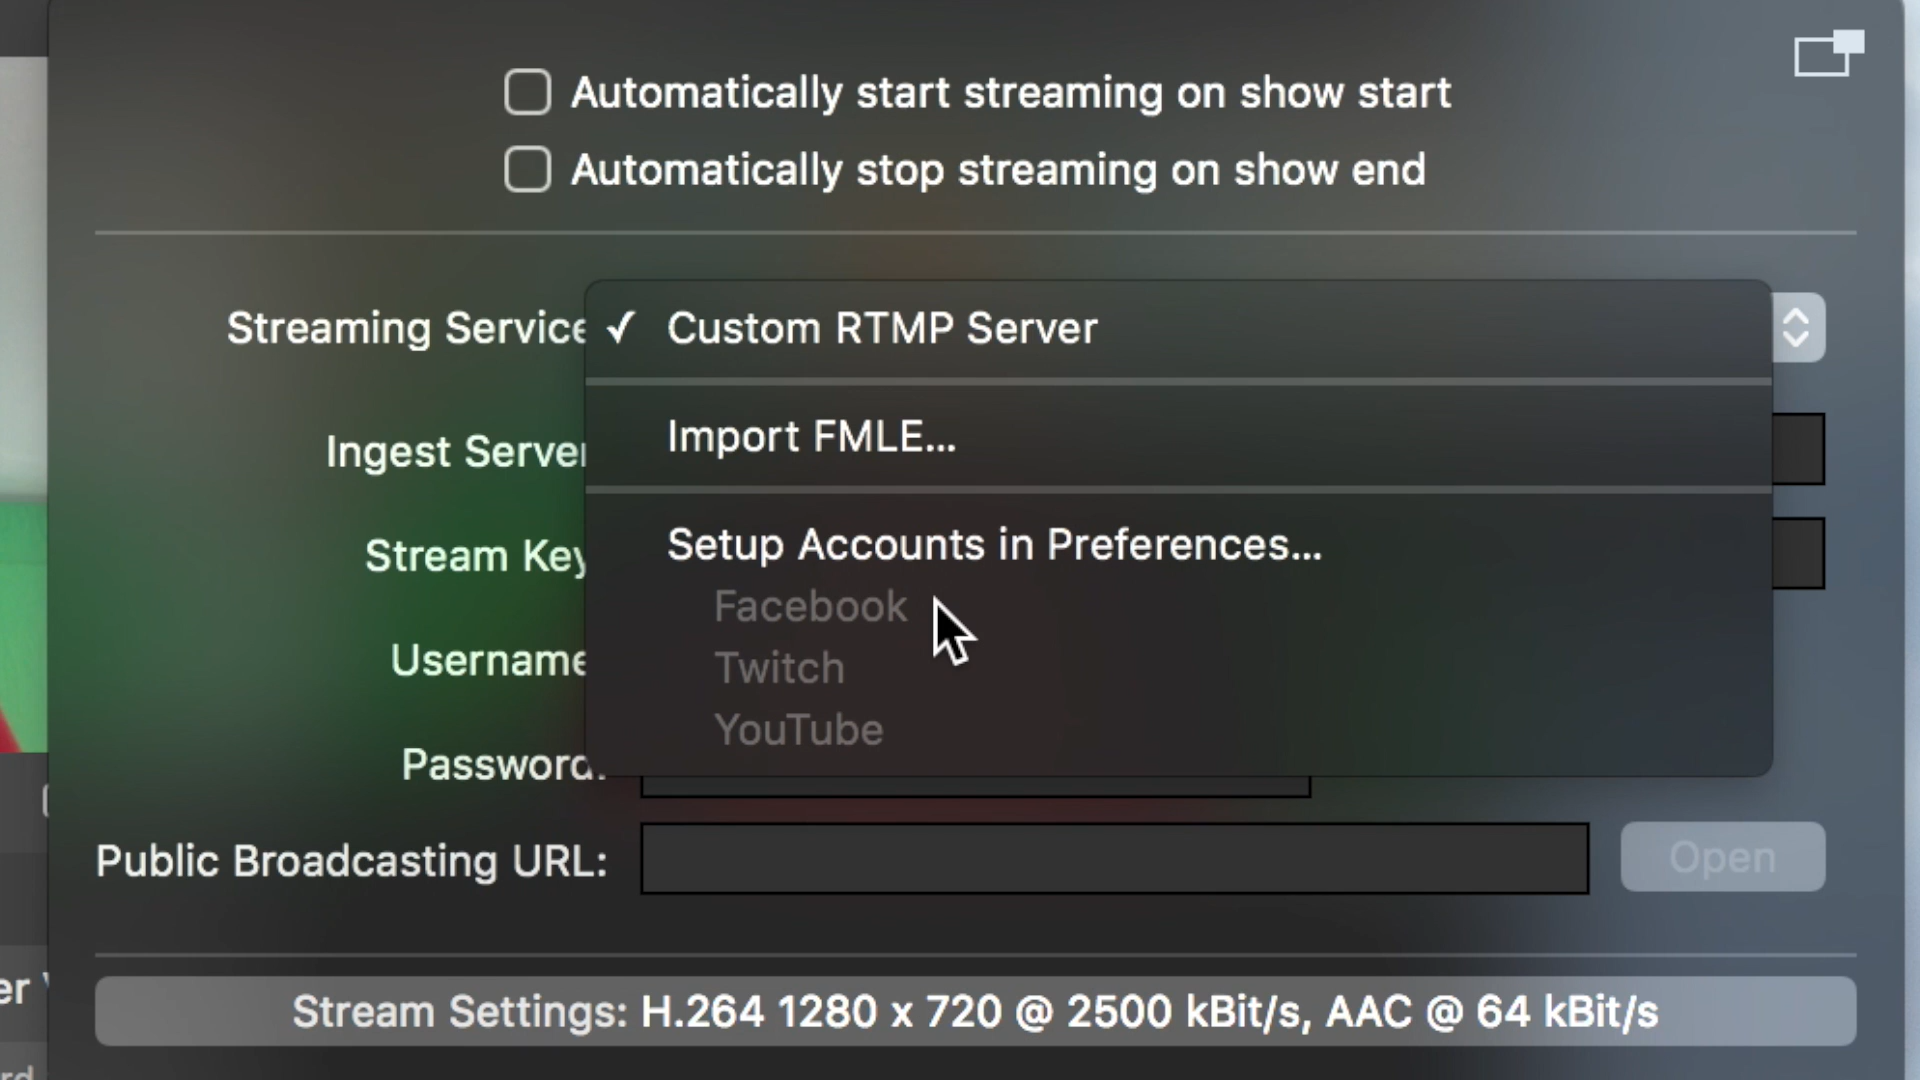 Automatically start streaming on show start
Automatically stop streaming on show end
Streaming Service ✓ Custom RTMP Server
Import FMLE...
Ingest Server
Setup Accounts in Preferences...
Stream Key
Facebook
Username
Twitch
YouTube
Password:
Public Broadcasting URL:
Open
Stream Settings: H.264 1280 x 720 @ 2500 kBit/s, AAC @ 64 kBit/s